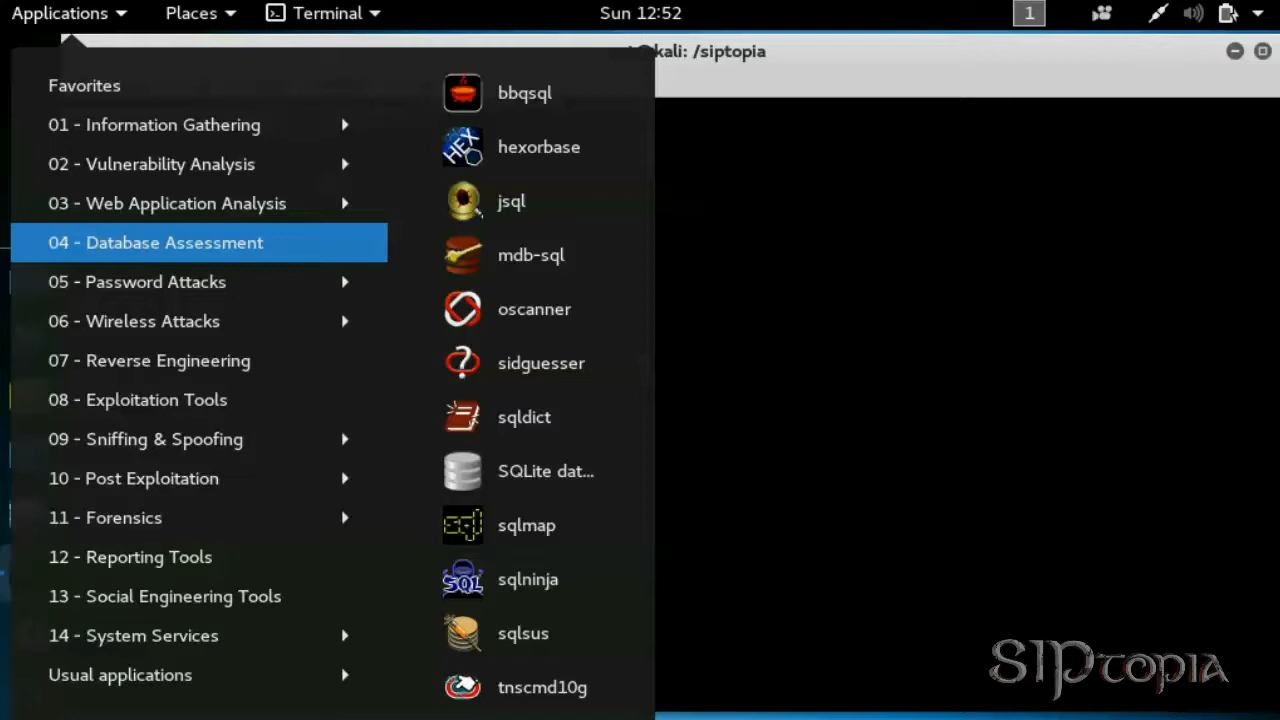 Applications Places Terminal Sun 12:52 1
kali: /siptopia
Favorites
01 - Information Gathering
02 - Vulnerability Analysis
03 - Web Application Analysis
04 - Database Assessment
05 - Password Attacks
06 - Wireless Attacks
07 - Reverse Engineering
08 - Exploitation Tools
09 - Sniffing & Spoofing
10 - Post Exploitation
11 - Forensics
12 - Reporting Tools
13 - Social Engineering Tools
14 - System Services
Usual applications
bbqsql
HEX hexorbase
jsql
mdb-sql
oscanner
? sidguesser
sqldict
SQLite dat...
sql sqlmap
SQL sqlninja
sqlsus
tnscmd10g
SIPtopia